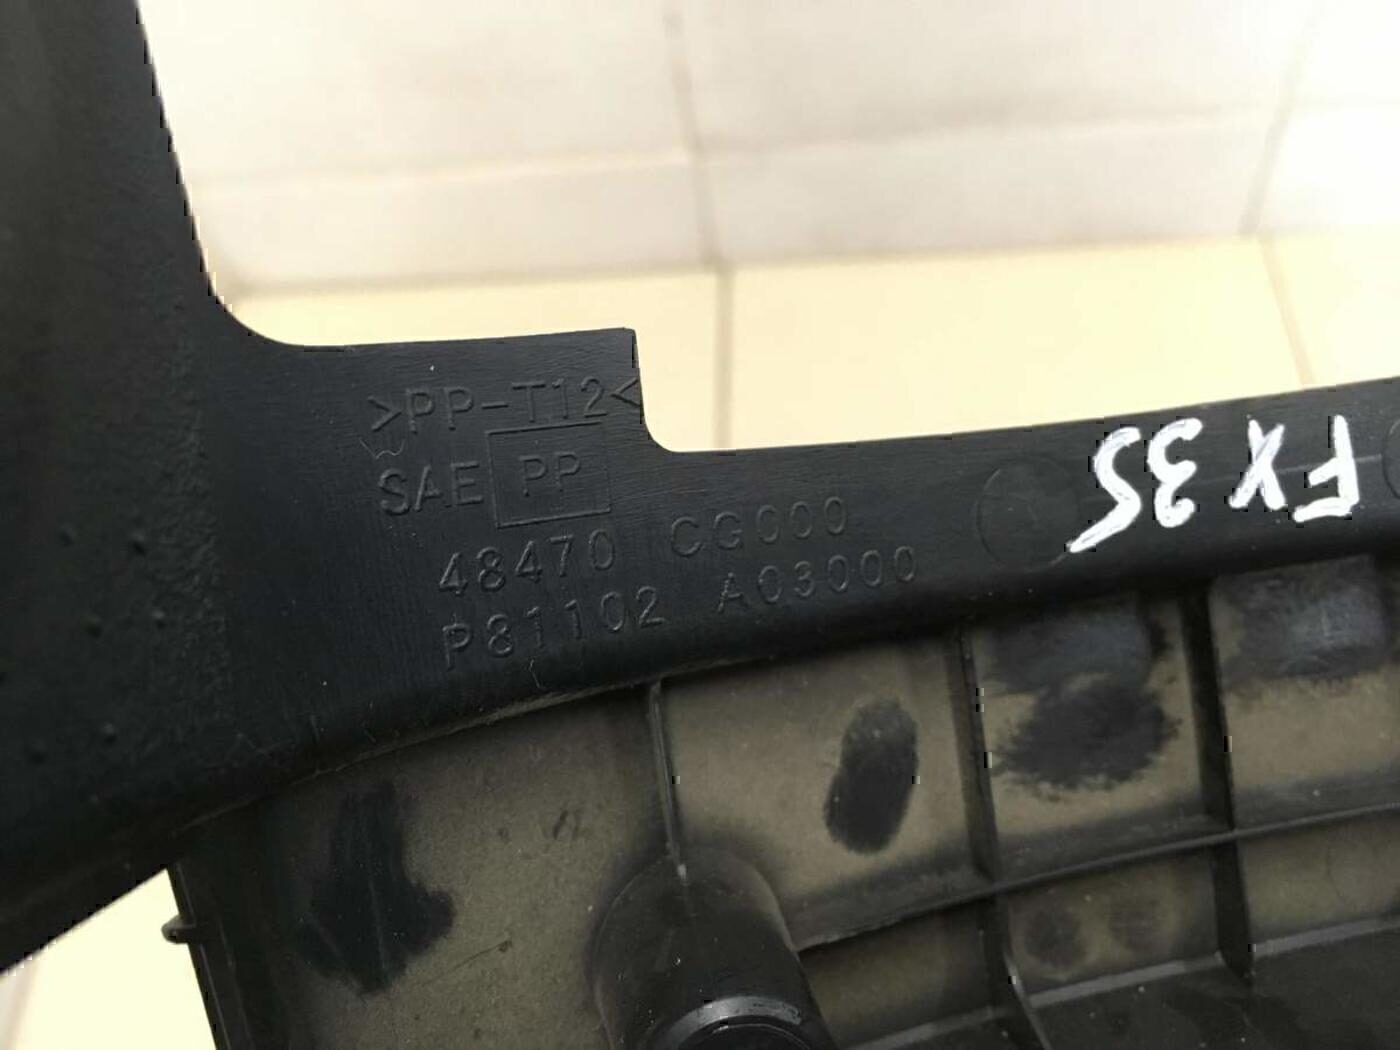 >PP-T12<
SAE PP
48470 CG000
P81102 A03000
FX35